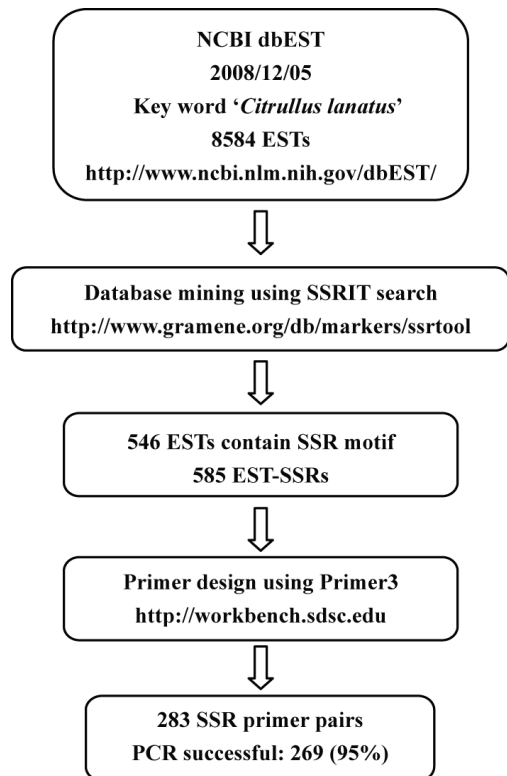 NCBI dbEST
2008/12/05
Key word ‘Citrullus lanatus’
8584 ESTs
http://www.ncbi.nlm.nih.gov/dbEST/
Database mining using SSRIT search
http://www.gramene.org/db/markers/ssrtool
546 ESTs contain SSR motif
585 EST-SSRs
Primer design using Primer3
http://workbench.sdsc.edu
283 SSR primer pairs
PCR successful: 269 (95%)